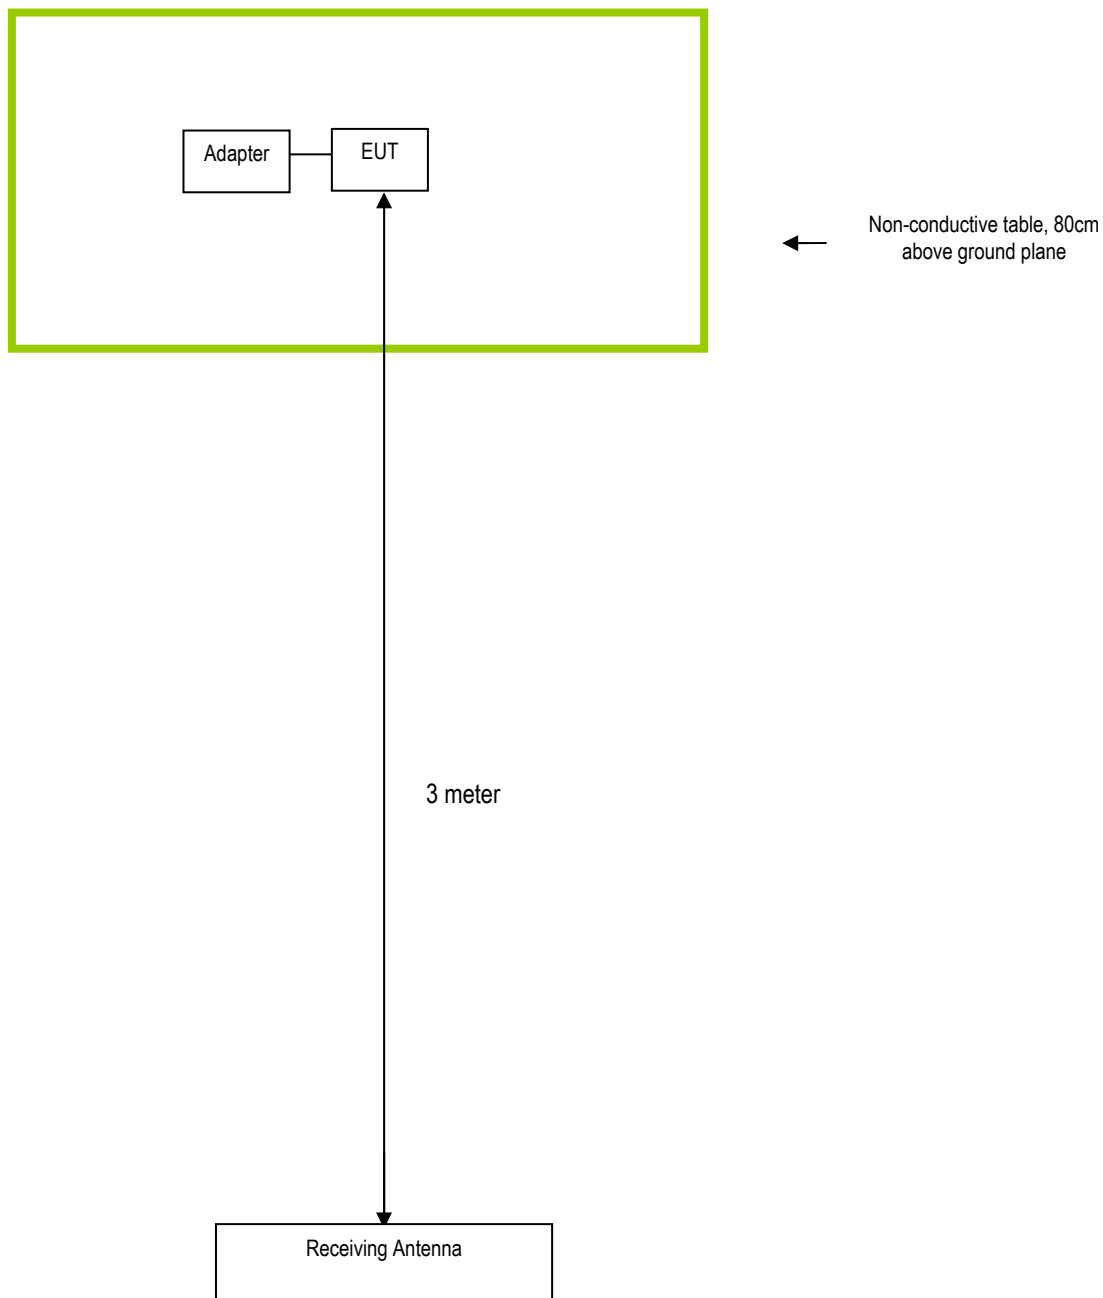 Adapter
EUT
Non-conductive table, 80cm
above ground plane
3 meter
Receiving Antenna